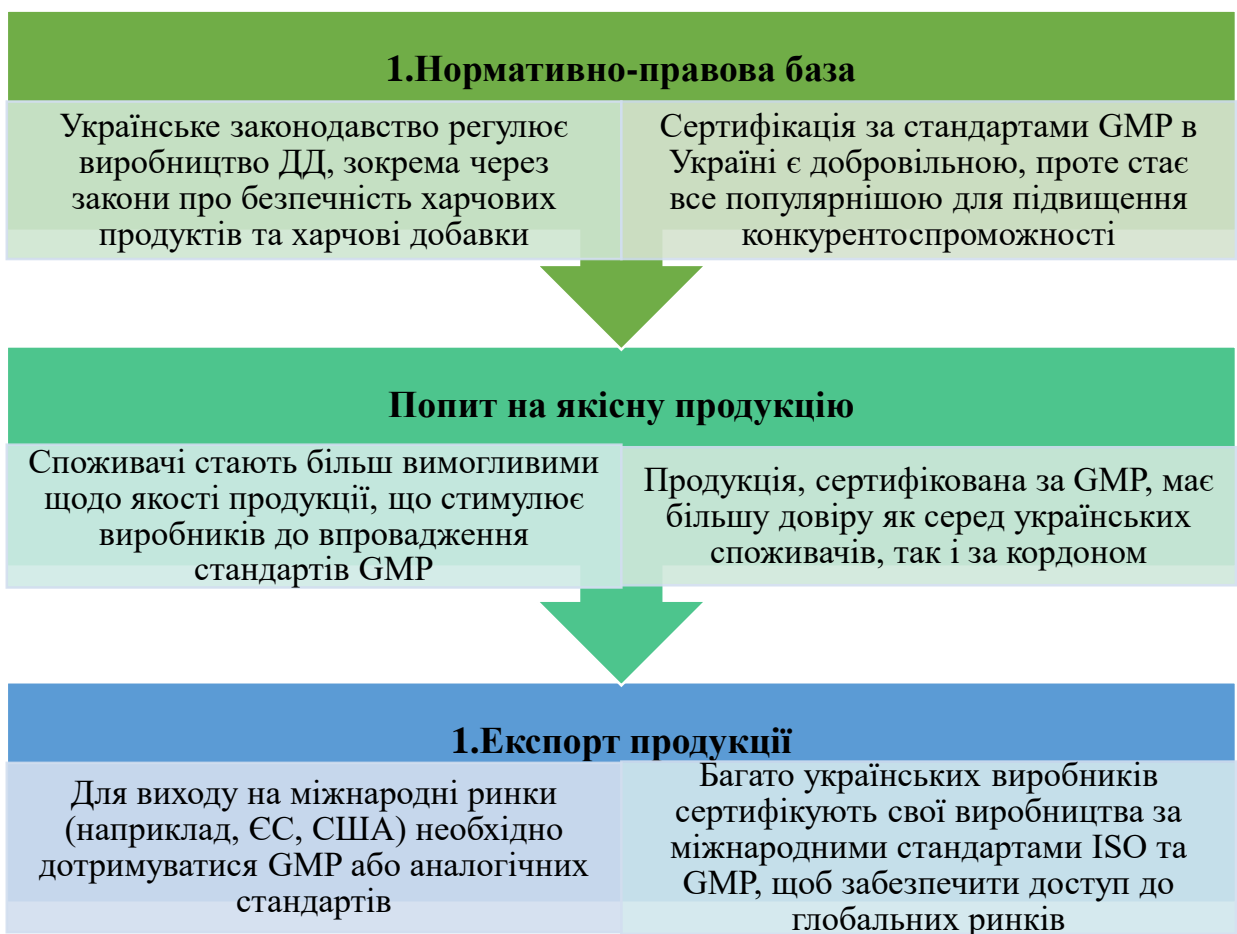 1.Нормативно-правова база
Українське законодавство регулює
виробництво ДД, зокрема через
закони про безпечність харчових
продуктів та харчові добавки
Сертифікація за стандартами GMP в
Україні є добровільною, проте стає
все популярнішою для підвищення
конкурентоспроможності
Попит на якісну продукцію
Споживачі стають більш вимогливими
щодо якості продукції, що стимулює
виробників до впровадження
стандартів GMP
Продукція, сертифікована за GMP, має
більшу довіру як серед українських
споживачів, так і за кордоном
1.Експорт продукції
Для виходу на міжнародні ринки
(наприклад, ЄС, США) необхідно
дотримуватися GMP або аналогічних
стандартів
Багато українських виробників
сертифікують свої виробництва за
міжнародними стандартами ISO та
GMP, щоб забезпечити доступ до
глобальних ринків